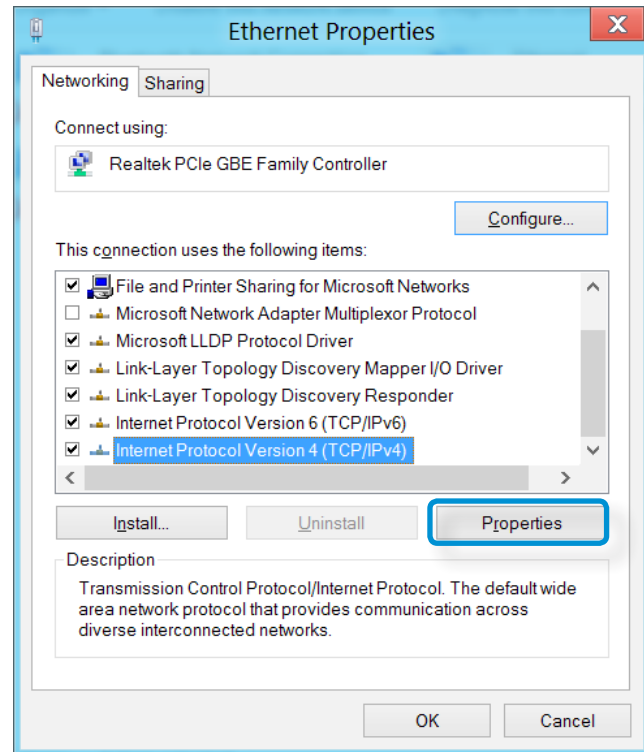 Ethernet Properties
X
Networking
Sharing
Connect using:
Realtek PCIe GBE Family Controller
Configure...
This connection uses the following items:
File and Printer Sharing for Microsoft Networks
Microsoft Network Adapter Multiplexor Protocol
Microsoft LLDP Protocol Driver
Link-Layer Topology Discovery Mapper I/O Driver
Link-Layer Topology Discovery Responder
Internet Protocol Version 6 (TCP/IPv6)
Internet Protocol Version 4 (TCP/IPv4)
Install...
Uninstall
Properties
Description
Transmission Control Protocol/Internet Protocol. The default wide
area network protocol that provides communication across
diverse interconnected networks.
OK
Cancel